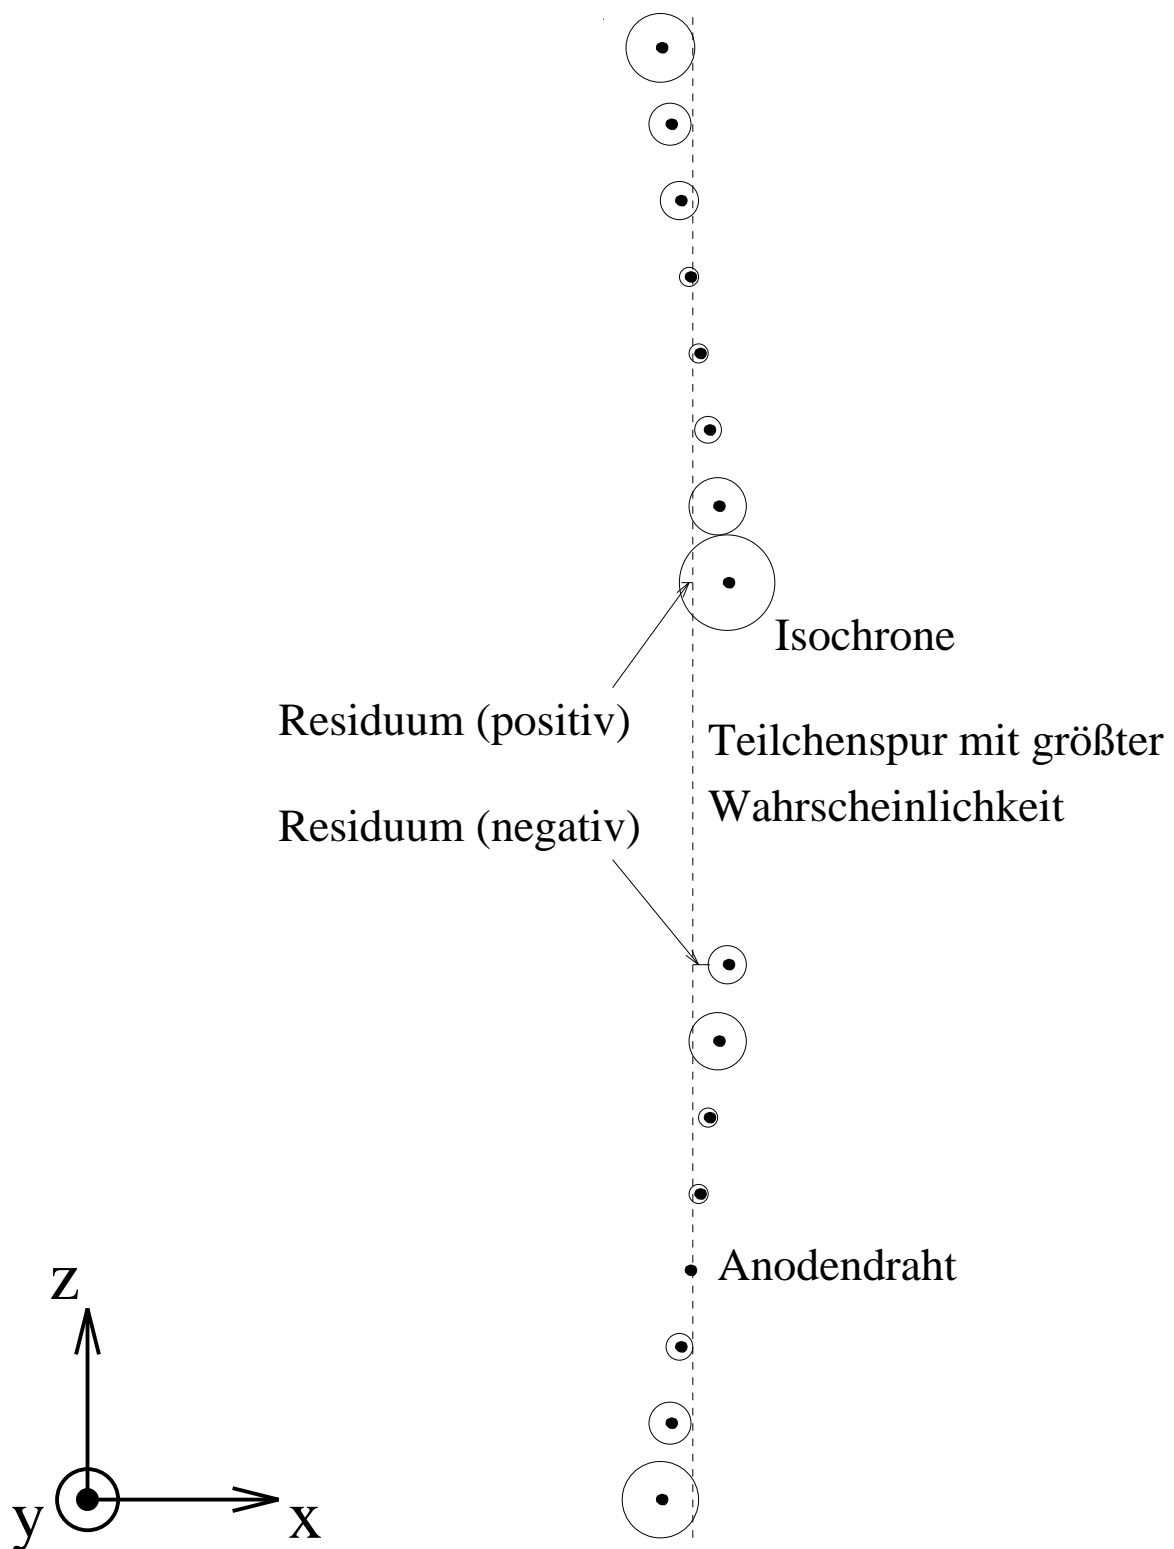 Isochrone
Residuum (positiv)
Teilchenspur mit größter
Wahrscheinlichkeit
Residuum (negativ)
Anodendraht
z
y
x